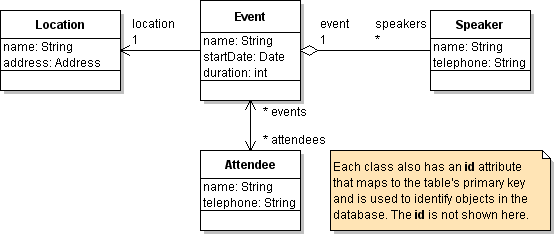 Location
name: String
address: Address
location
1
Event
name: String
startDate: Date
duration: int
event
1
speakers
*
Speaker
name: String
telephone: String
* events
* attendees
Attendee
name: String
telephone: String
Each class also has an id attribute
that maps to the table's primary key
and is used to identify objects in the
database. The id is not shown here.